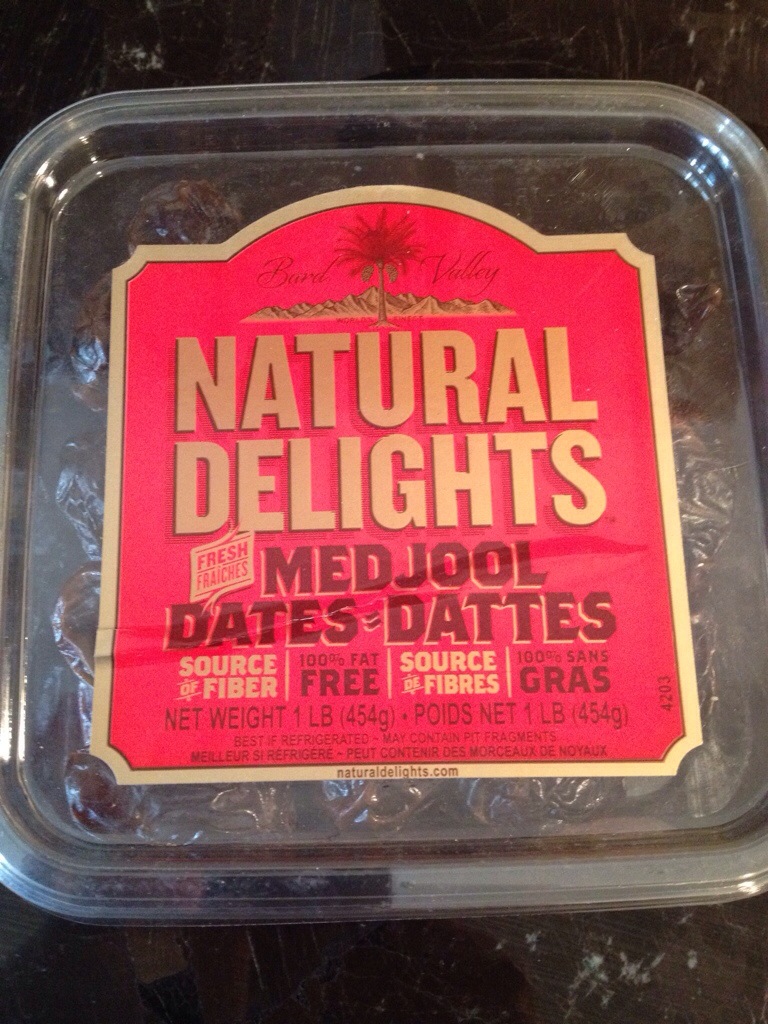 Bard Valley
NATURAL
DELIGHTS
FRESH
FRAÎCHES
MEDJOOL
DATES DATTES
SOURCE OF FIBER
100% FAT FREE
SOURCE DE FIBRES
100% SANS GRAS
4203
NET WEIGHT 1 LB (454g) • POIDS NET 1 LB (454g)
BEST IF REFRIGERATED ~ MAY CONTAIN PIT FRAGMENTS
MEILLEUR SI RÉFRIGÉRÉ ~ PEUT CONTENIR DES MORCEAUX DE NOYAUX
naturaldelights.com